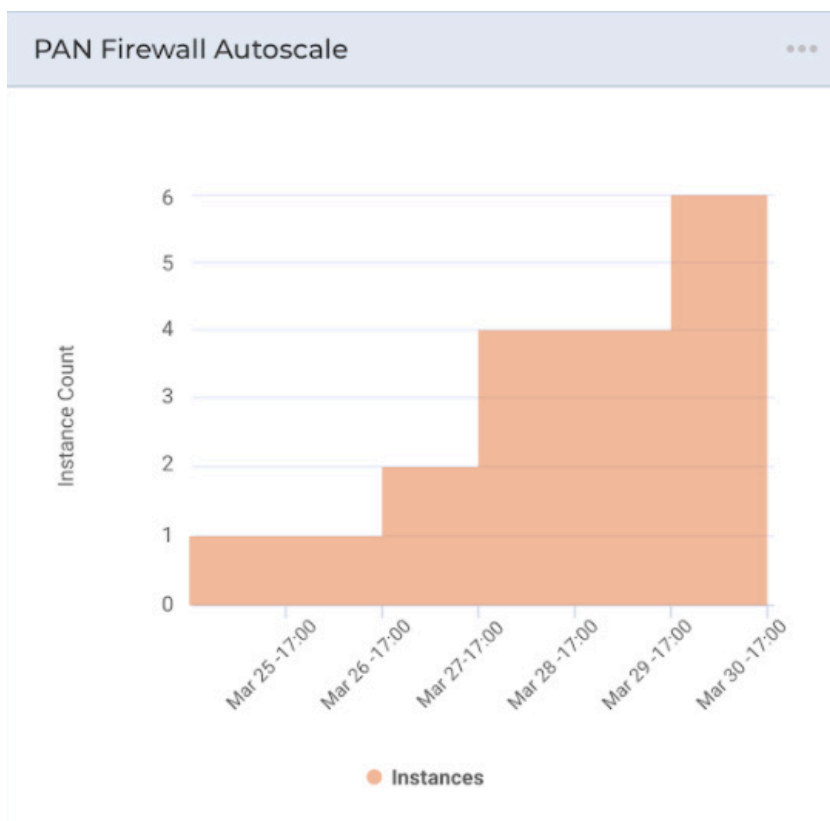 PAN Firewall Autoscale
6
5
4
3
2
1
0
Instance Count
Mar 25 -17:00
Mar 26 -17:00
Mar 27-17:00
Mar 28 -17:00
Mar 29 -17:00
Mar 30 -17:00
Instances